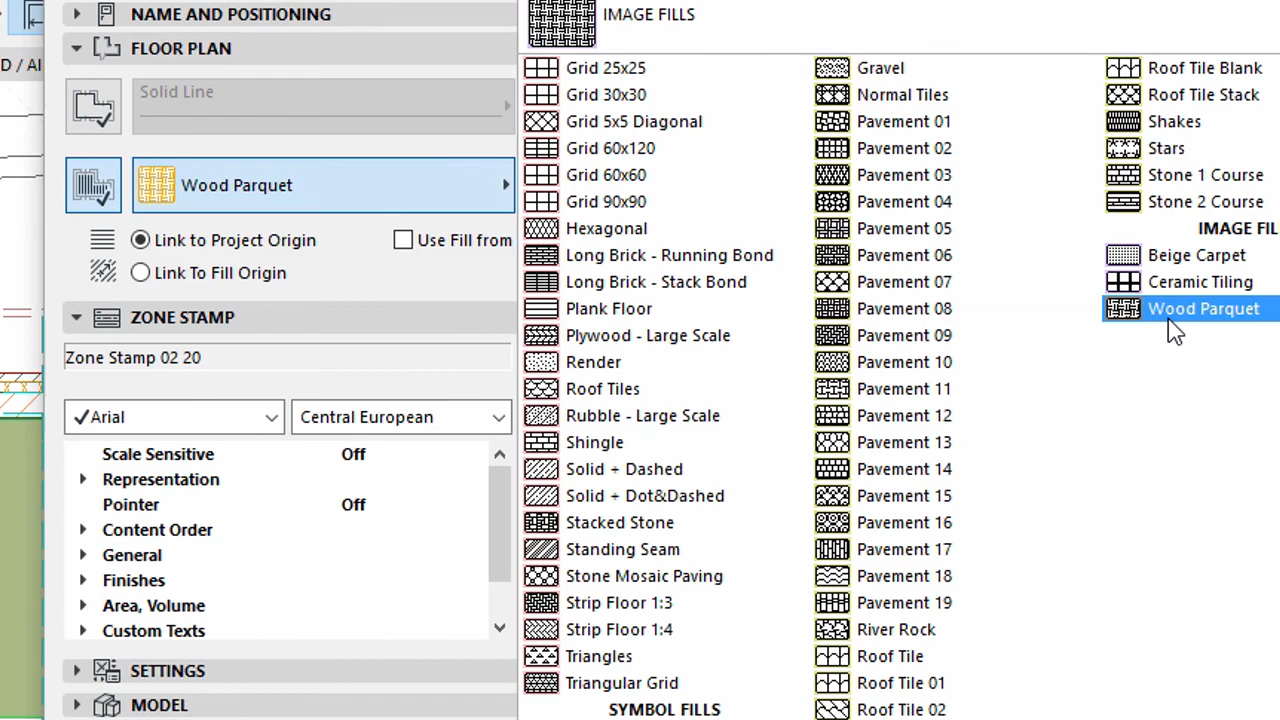 NAME AND POSITIONING
FLOOR PLAN
D / Al
Solid Line
Wood Parquet
Link to Project Origin
Use Fill from
Link To Fill Origin
ZONE STAMP
Zone Stamp 02 20
Arial
Central European
Scale Sensitive Off
Representation
Pointer Off
Content Order
General
Finishes
Area, Volume
Custom Texts
SETTINGS
MODEL
IMAGE FILLS
Grid 25x25
Grid 30x30
Grid 5x5 Diagonal
Grid 60x120
Grid 60x60
Grid 90x90
Hexagonal
Long Brick - Running Bond
Long Brick - Stack Bond
Plank Floor
Plywood - Large Scale
Render
Roof Tiles
Rubble - Large Scale
Shingle
Solid + Dashed
Solid + Dot&Dashed
Stacked Stone
Standing Seam
Stone Mosaic Paving
Strip Floor 1:3
Strip Floor 1:4
Triangles
Triangular Grid
SYMBOL FILLS
Gravel
Normal Tiles
Pavement 01
Pavement 02
Pavement 03
Pavement 04
Pavement 05
Pavement 06
Pavement 07
Pavement 08
Pavement 09
Pavement 10
Pavement 11
Pavement 12
Pavement 13
Pavement 14
Pavement 15
Pavement 16
Pavement 17
Pavement 18
Pavement 19
River Rock
Roof Tile
Roof Tile 01
Roof Tile 02
Roof Tile Blank
Roof Tile Stack
Shakes
Stars
Stone 1 Course
Stone 2 Course
IMAGE FIL
Beige Carpet
Ceramic Tiling
Wood Parquet